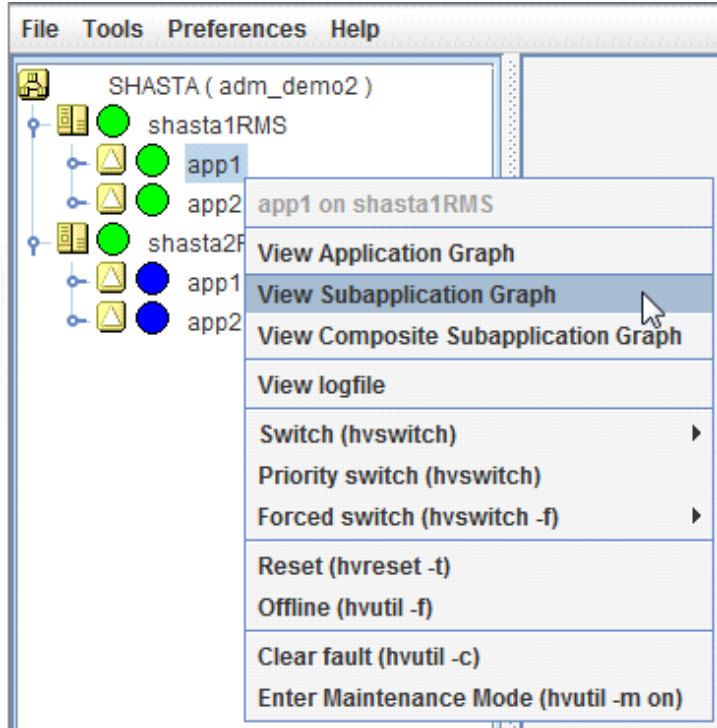 File Tools Preferences Help
SHASTA ( adm_demo2 )
shasta1RMS
app1
app2
shasta2
app1
app2
app1 on shasta1RMS
View Application Graph
View Subapplication Graph
View Composite Subapplication Graph
View logfile
Switch (hvswitch)
Priority switch (hvswitch)
Forced switch (hvswitch -f)
Reset (hvreset -t)
Offline (hvutil -f)
Clear fault (hvutil -c)
Enter Maintenance Mode (hvutil -m on)